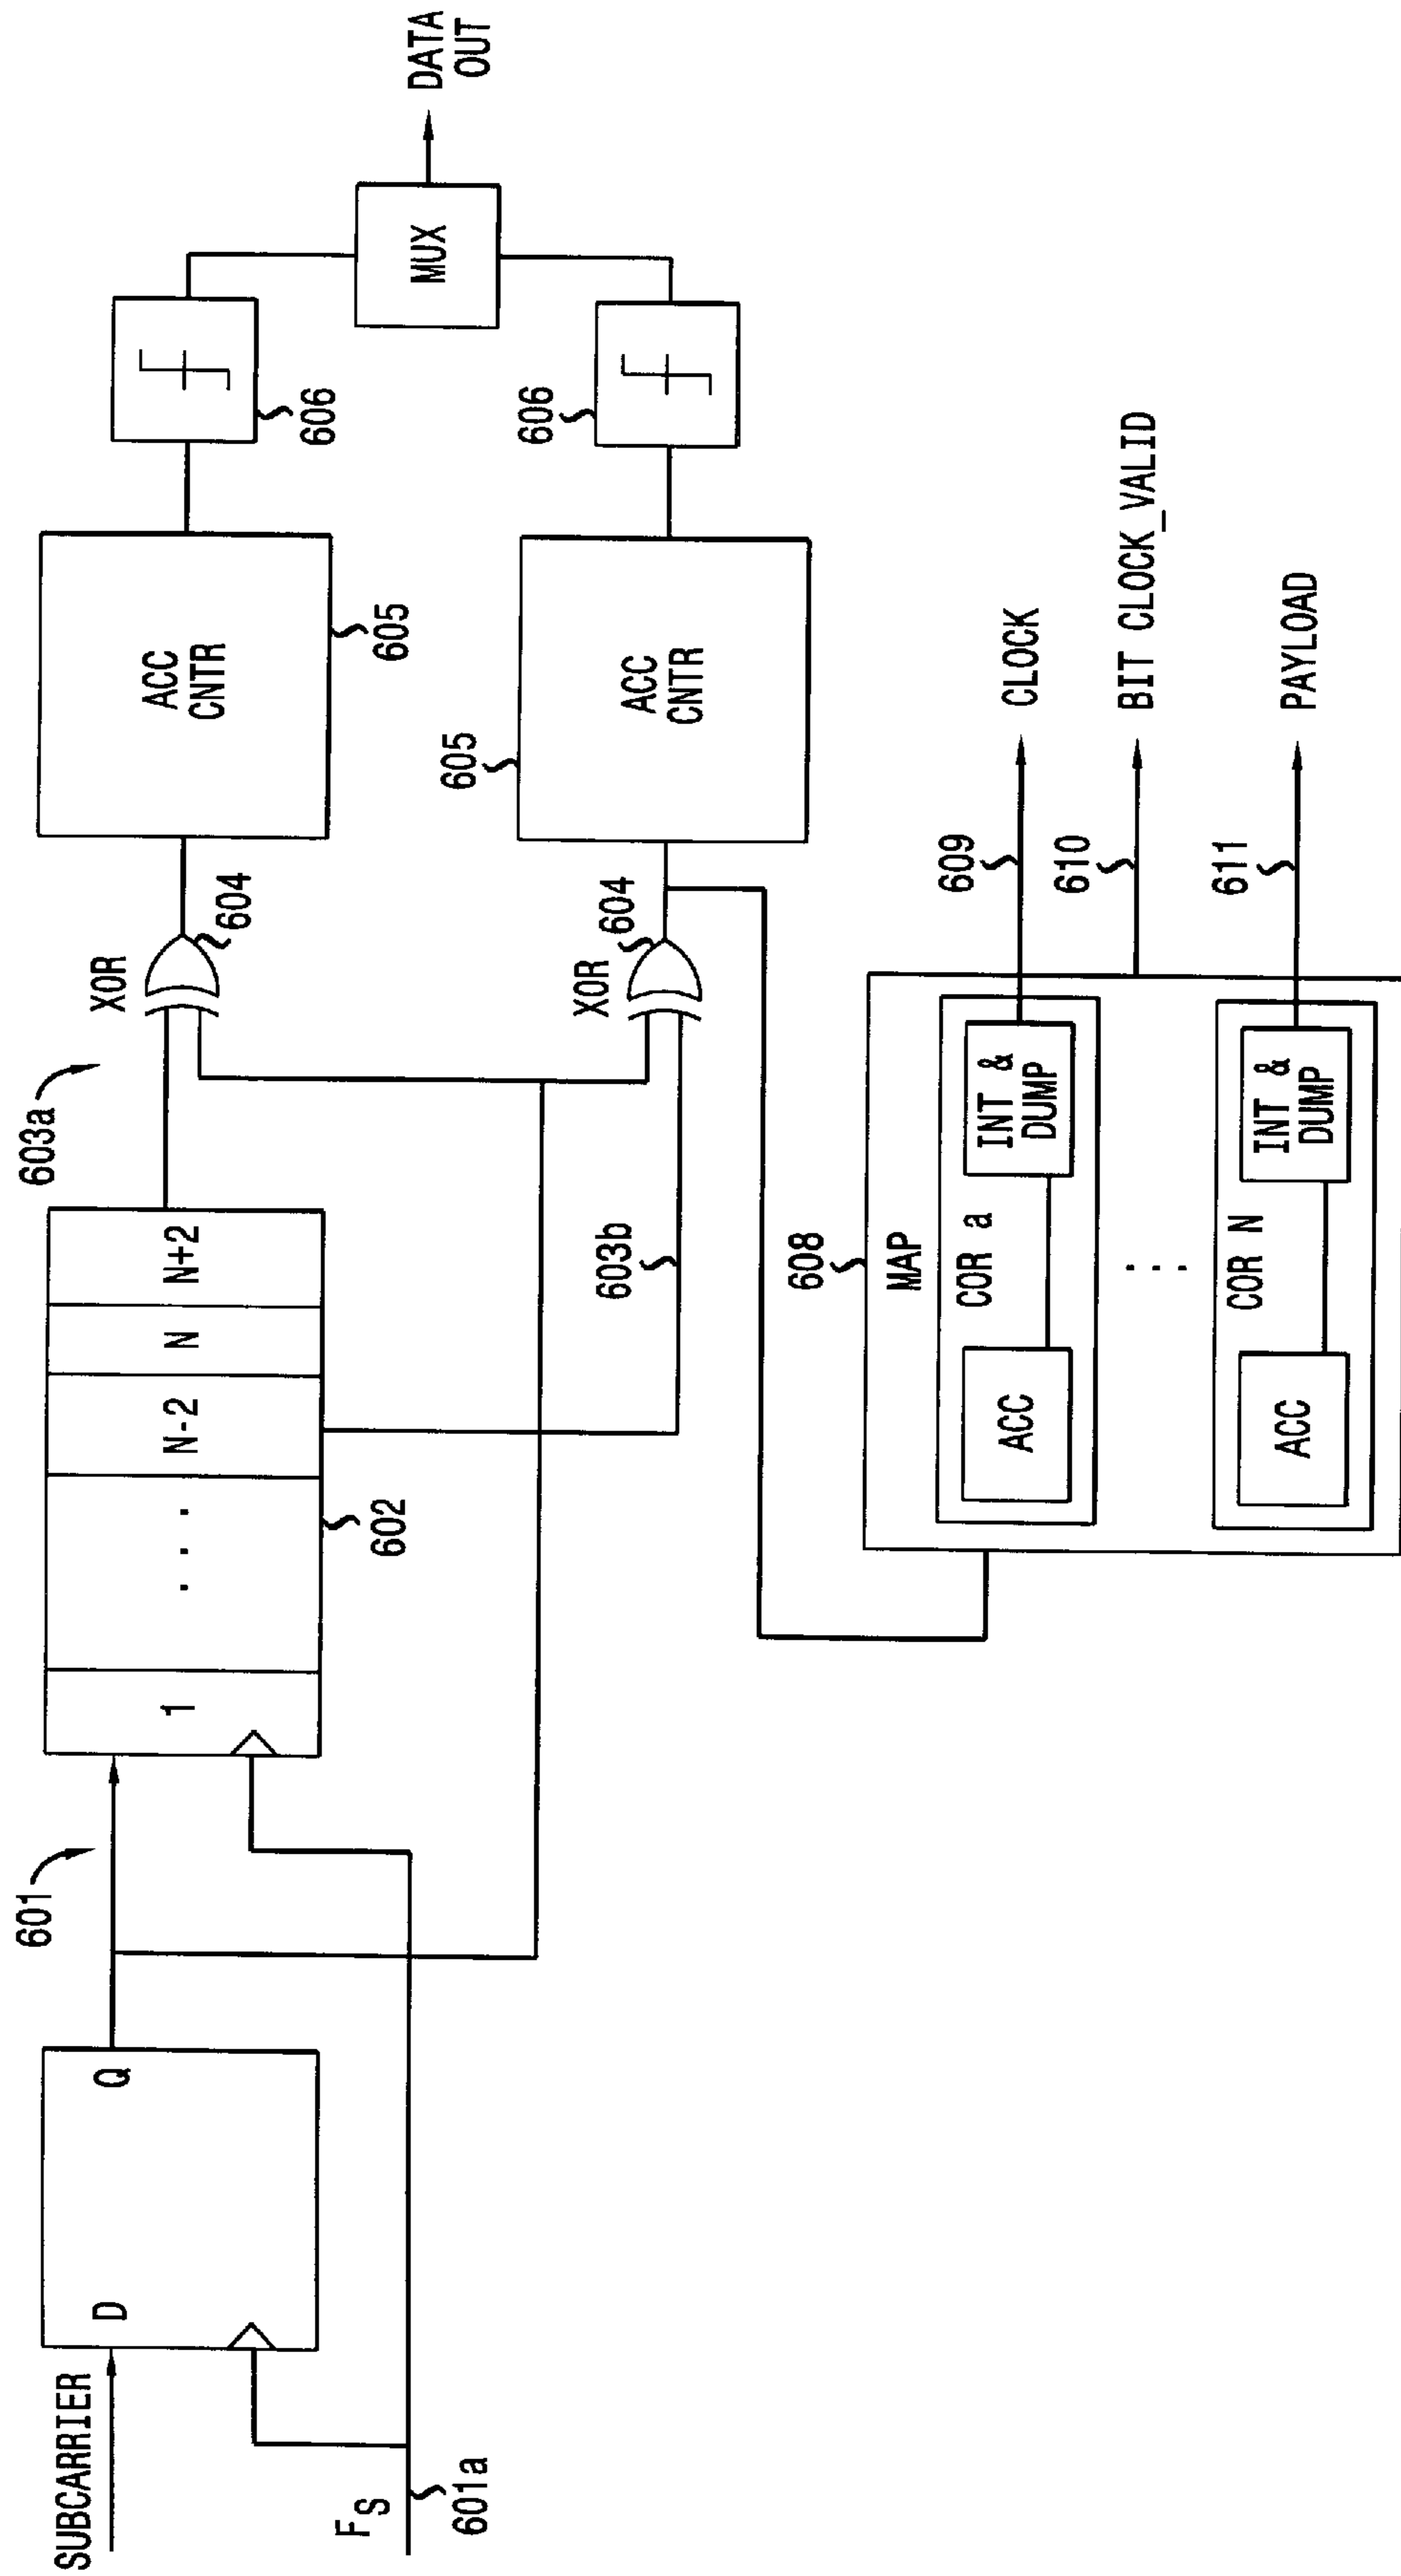 SUBCARRIER
D
Q
FS
601a
601
1
. . .
N-2
N
N+2
602
603a
603b
XOR
604
XOR
604
ACC
CNTR
605
ACC
CNTR
605
606
606
MUX
DATA
OUT
608
MAP
COR a
ACC
INT &
DUMP
. . .
COR N
ACC
INT &
DUMP
609
CLOCK
610
BIT CLOCK_VALID
611
PAYLOAD